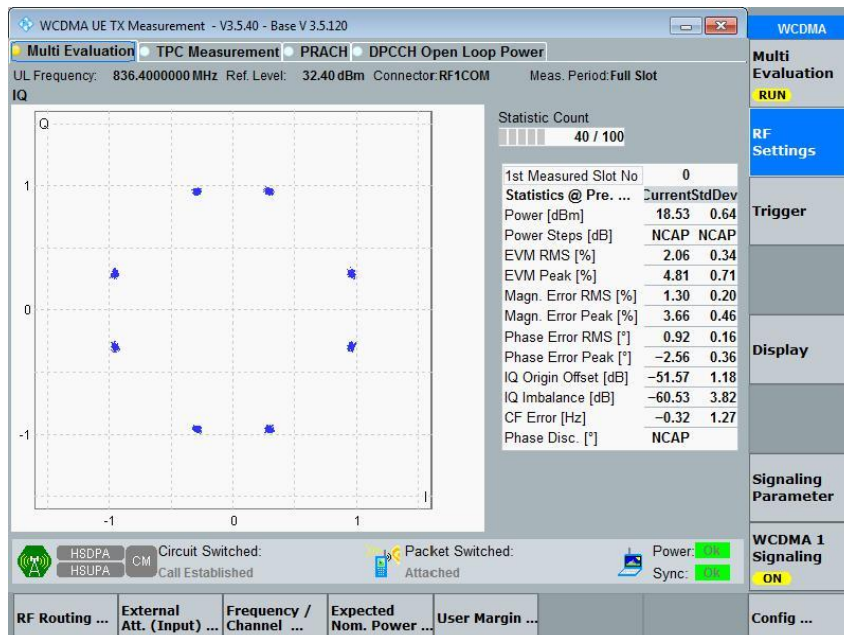 WCDMA UE TX Measurement - V3.5.40 - Base V 3.5.120
WCDMA
Multi Evaluation TPC Measurement PRACH DPCCH Open Loop Power
Multi Evaluation
RUN
UL Frequency: 836.4000000 MHz Ref. Level: 32.40 dBm Connector: RF1COM Meas. Period: Full Slot
IQ
Q
1
0
-1
I
-1 0 1
Statistic Count
40 / 100
1st Measured Slot No 0
Statistics @ Pre. ... Current StdDev
Power [dBm] 18.53 0.64
Power Steps [dB] NCAP NCAP
EVM RMS [%] 2.06 0.34
EVM Peak [%] 4.81 0.71
Magn. Error RMS [%] 1.30 0.20
Magn. Error Peak [%] 3.66 0.46
Phase Error RMS [°] 0.92 0.16
Phase Error Peak [°] −2.56 0.36
IQ Origin Offset [dB] −51.57 1.18
IQ Imbalance [dB] −60.53 3.82
CF Error [Hz] −0.32 1.27
Phase Disc. [°] NCAP
RF Settings
Trigger
Display
Signaling Parameter
WCDMA 1 Signaling
ON
HSDPA
HSUPA
CM
Circuit Switched:
Call Established
Packet Switched:
Attached
Power: Ok
Sync: Ok
RF Routing ...
External Att. (Input) ...
Frequency / Channel ...
Expected Nom. Power ...
User Margin ...
Config ...